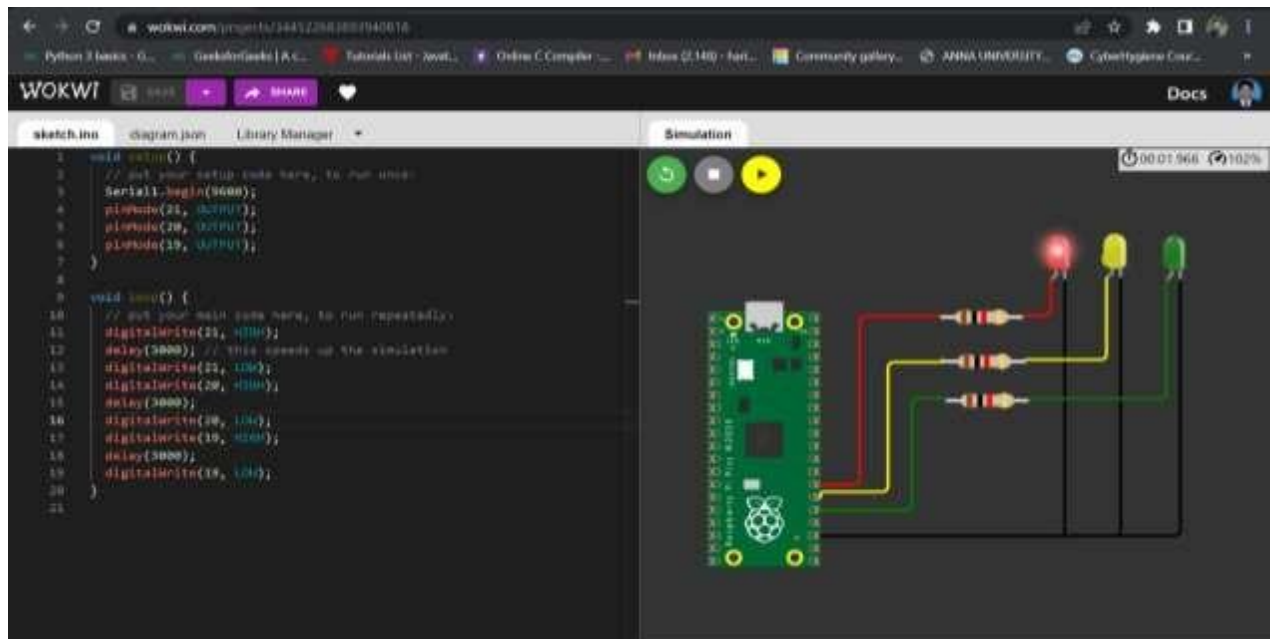 wokwi.com/projects/
Python 3 basics - G...
GeeksforGeeks | A c...
Tutorials List - Javat...
Online C Compiler -...
Inbox (2,148) - hari...
Community gallery...
ANNA UNIVERSITY...
CyberHygiene Cour...
WOKWI
SAVE
SHARE
Docs
sketch.ino
diagram.json
Library Manager
Simulation
00:01.966
102%
1 void setup() {
2 // put your setup code here, to run once:
3 Serial1.begin(9600);
4 pinMode(21, OUTPUT);
5 pinMode(20, OUTPUT);
6 pinMode(19, OUTPUT);
7 }
8
9 void loop() {
10 // put your main code here, to run repeatedly:
11 digitalWrite(21, HIGH);
12 delay(3000); // this speeds up the simulation
13 digitalWrite(21, LOW);
14 digitalWrite(20, HIGH);
15 delay(3000);
16 digitalWrite(20, LOW);
17 digitalWrite(19, HIGH);
18 delay(3000);
19 digitalWrite(19, LOW);
20 }
21
Raspberry Pi Pico